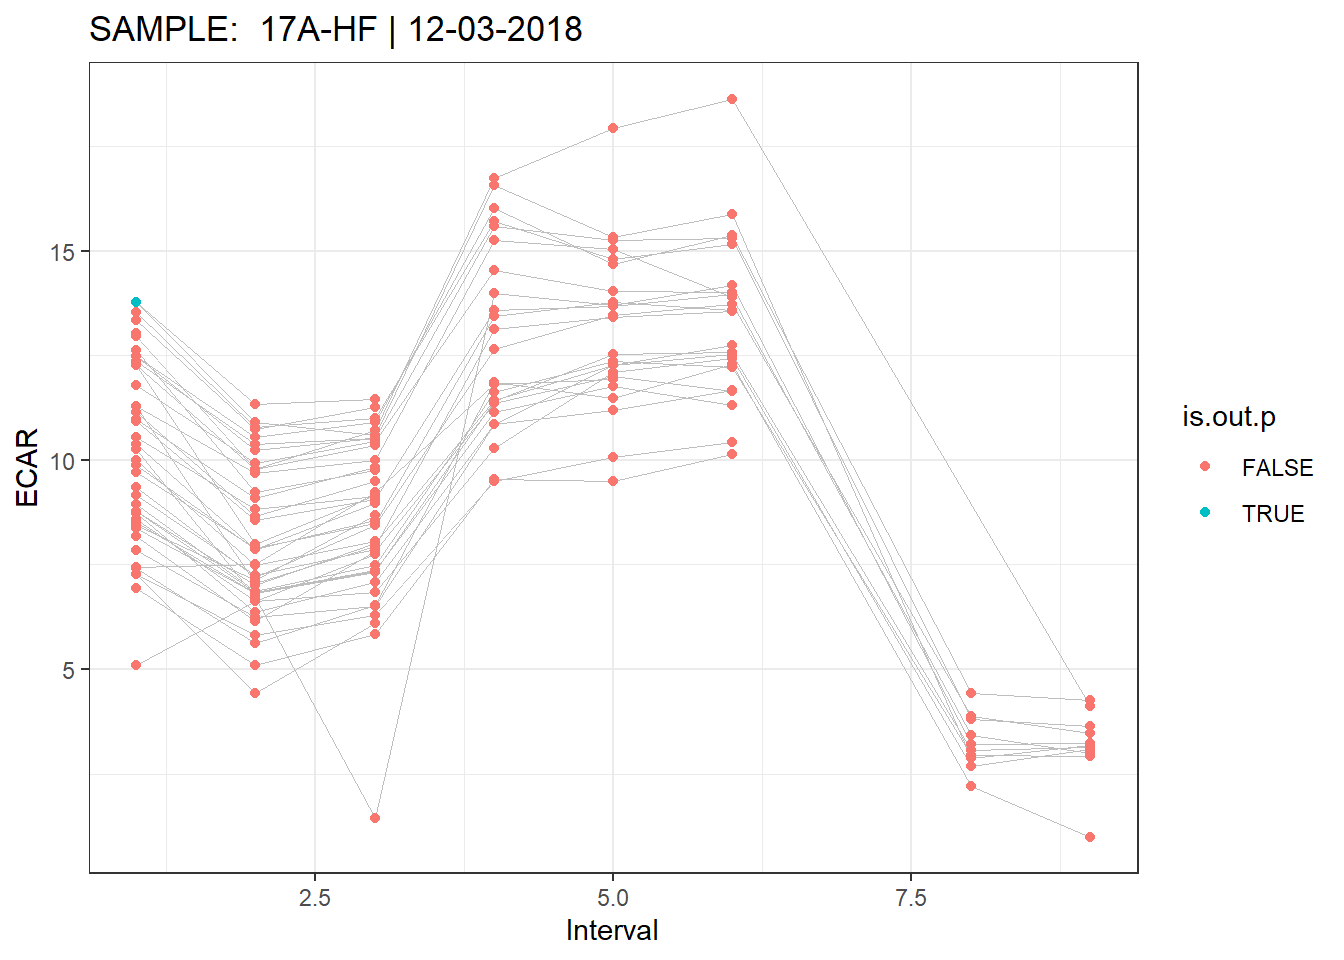 SAMPLE:  17A-HF | 12-03-2018
ECAR
15
10
5
2.5
5.0
7.5
Interval
is.out.p
FALSE
TRUE